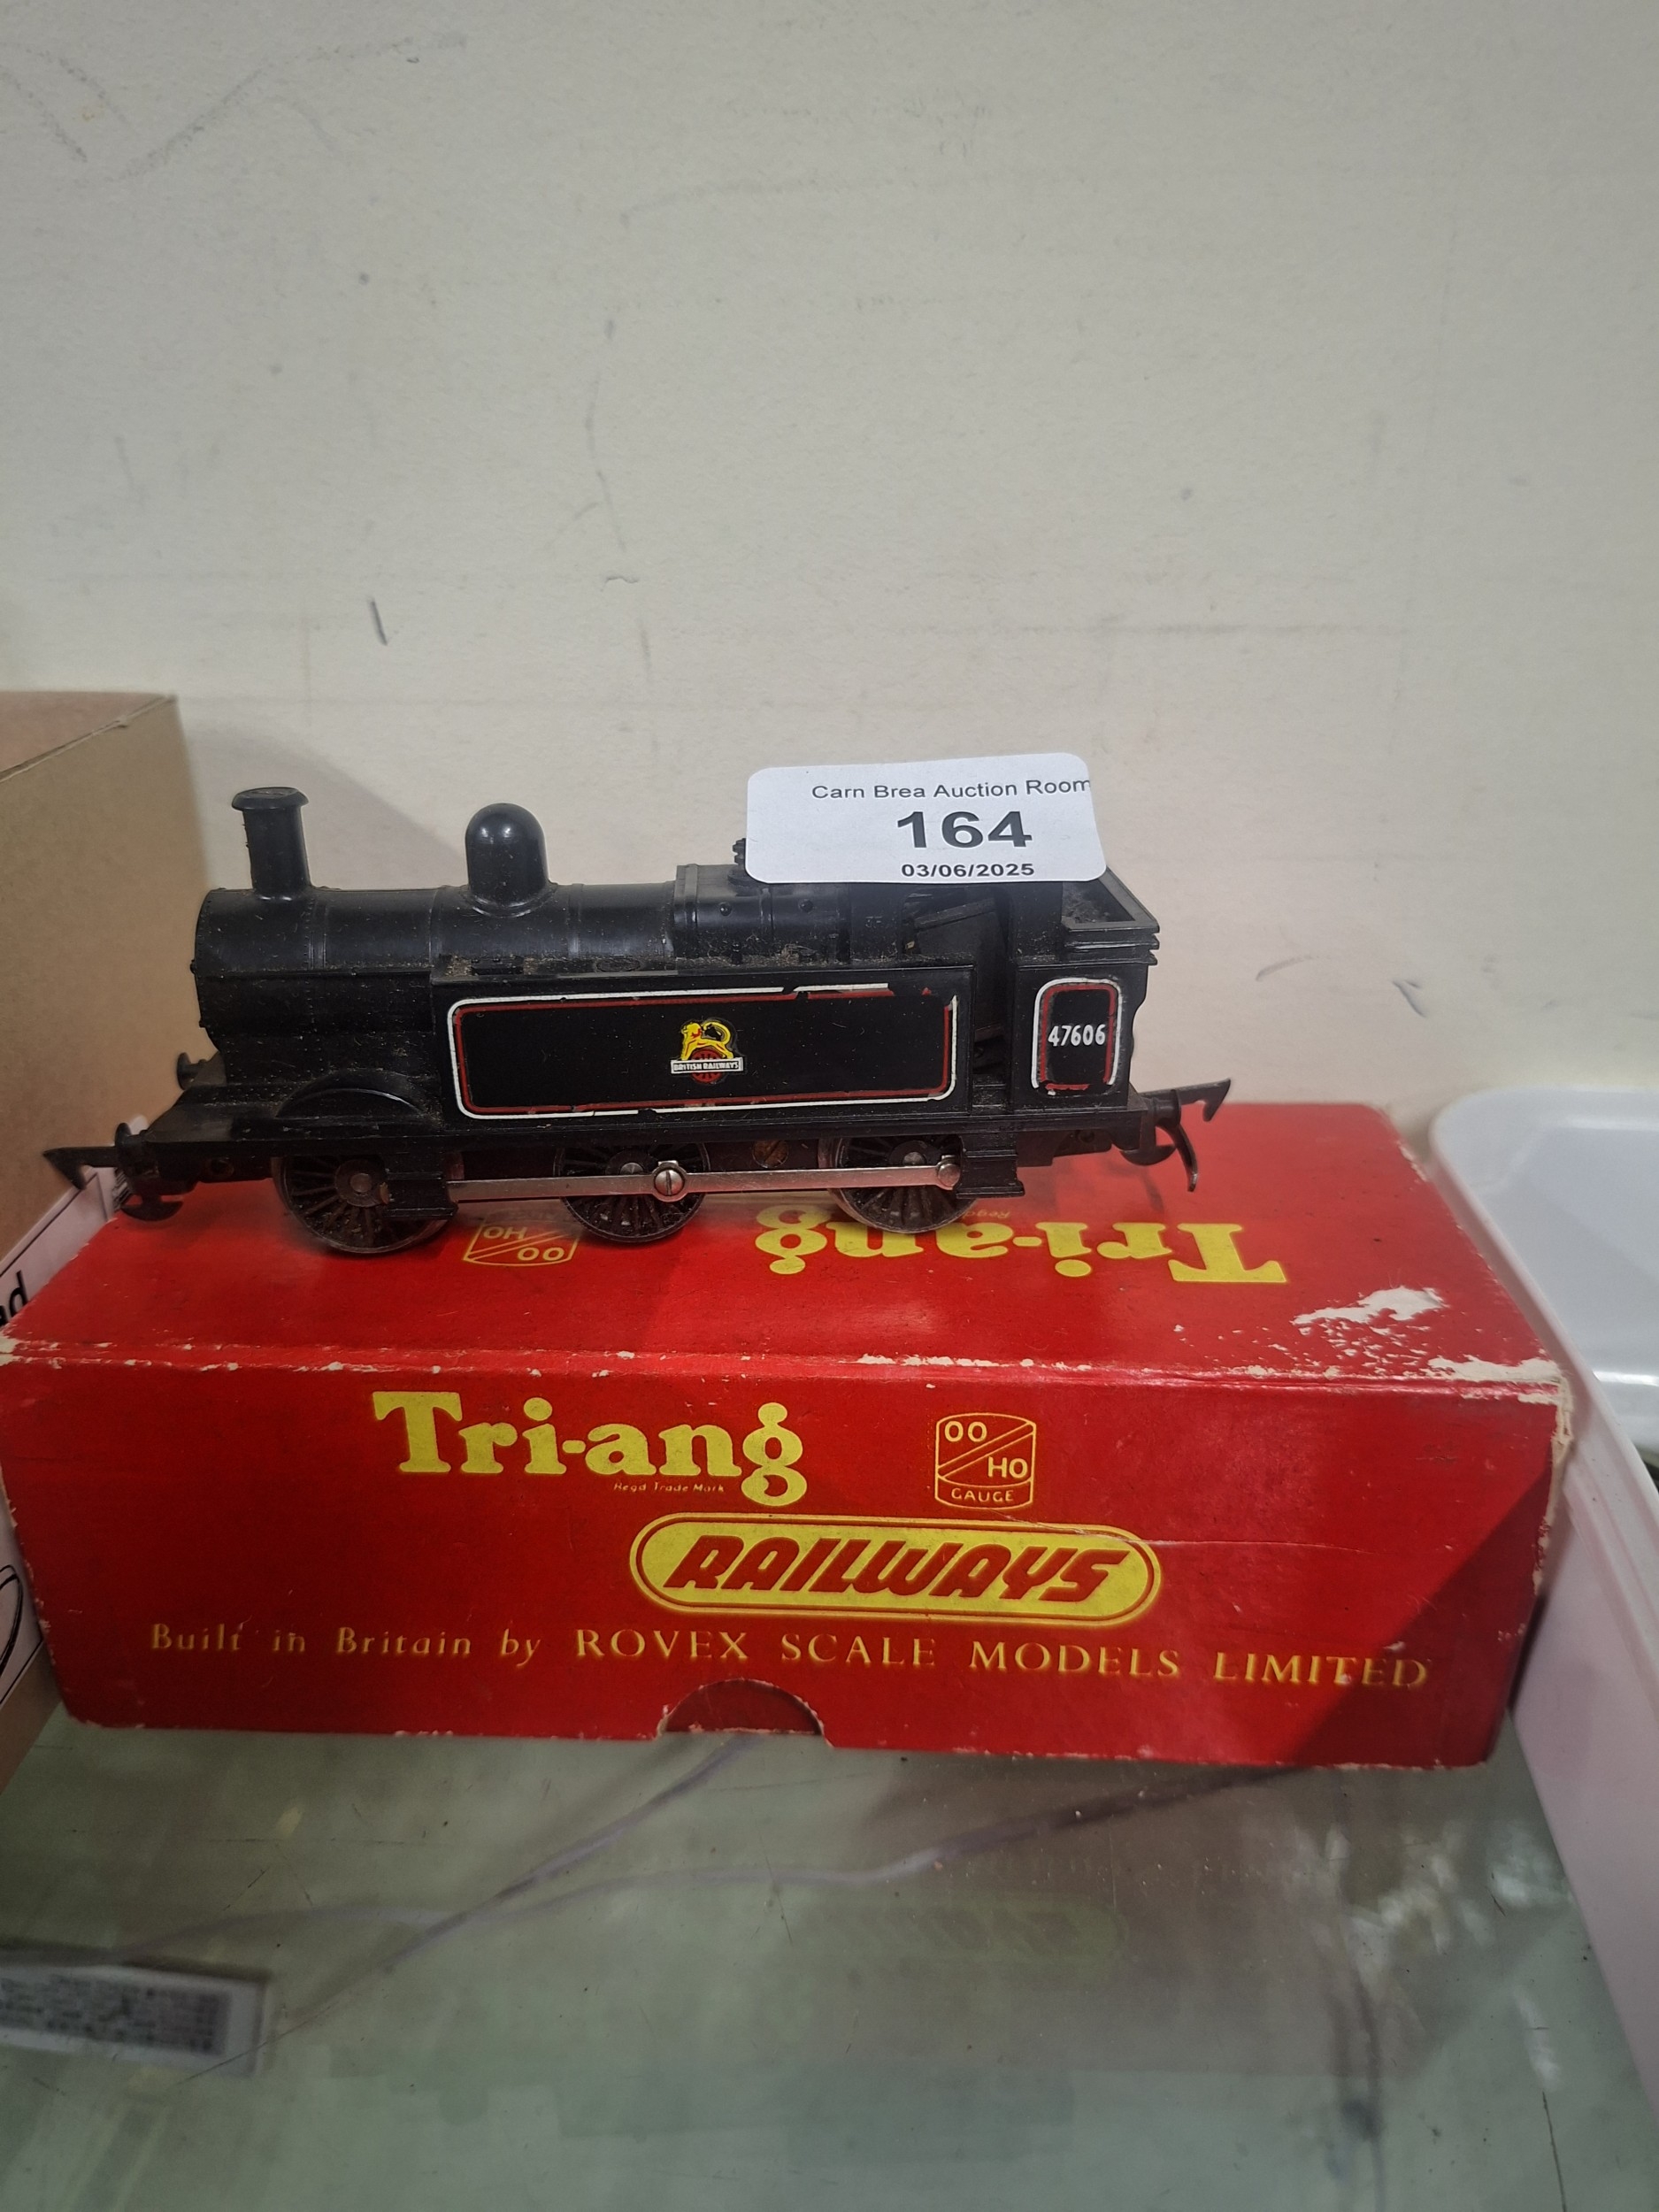 Carn Brea Auction Room
164
03/06/2025
BRITISH RAILWAYS
47606
Tri-ang
OO
HO
Tri-ang
Regd Trade Mark
OO
HO
GAUGE
RAILWAYS
Built in Britain by ROVEX SCALE MODELS LIMITED